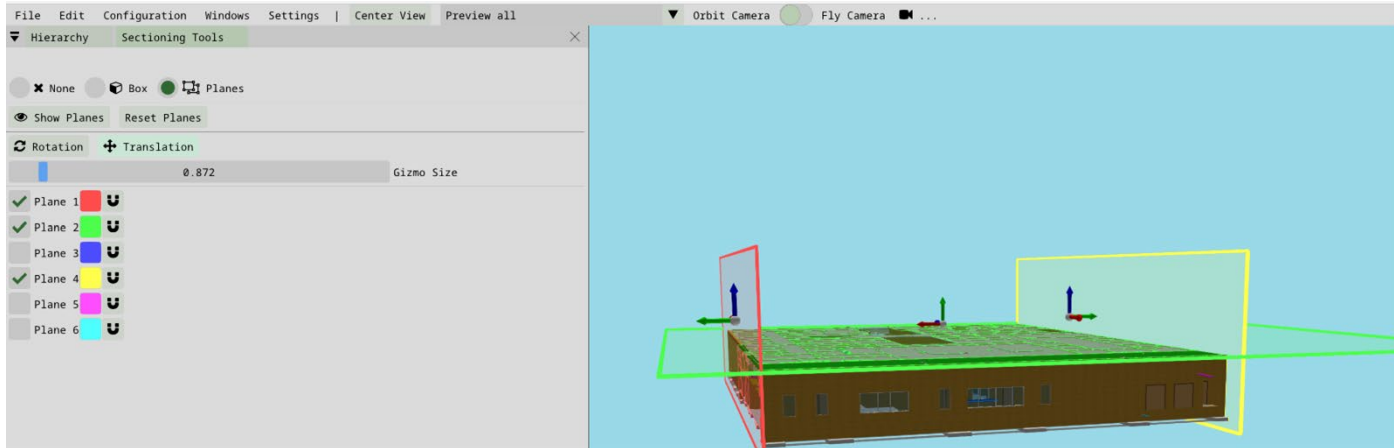 File Edit Configuration Windows Settings | Center View Preview all ▼ Orbit Camera Fly Camera ...
Hierarchy Sectioning Tools ×
None Box Planes
Show Planes Reset Planes
Rotation Translation
0.872 Gizmo Size
Plane 1
Plane 2
Plane 3
Plane 4
Plane 5
Plane 6